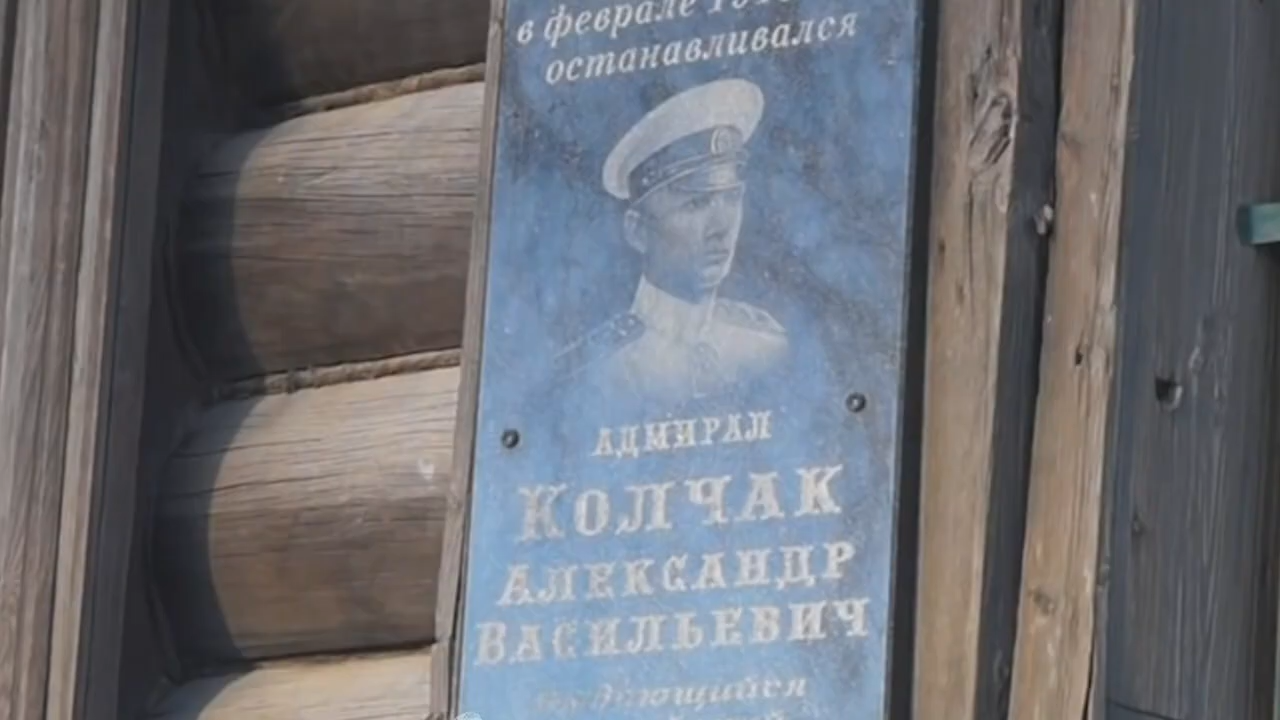 в феврале
останавливался
АДМИРАЛ
КОЛЧАК
АЛЕКСАНДР
ВАСИЛЬЕВИЧ